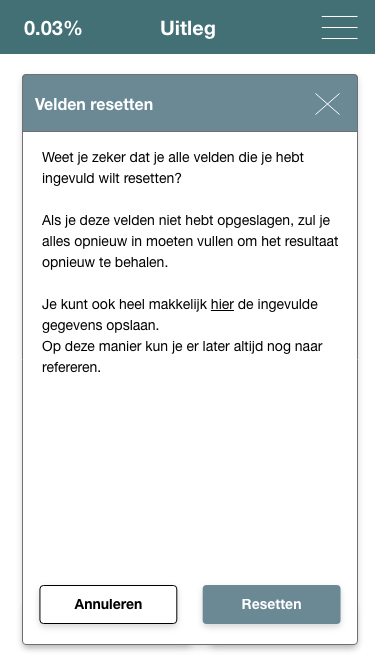 0.03% Uitleg
Velden resetten
Weet je zeker dat je alle velden die je hebt
ingevuld wilt resetten?
Als je deze velden niet hebt opgeslagen, zul je
alles opnieuw in moeten vullen om het resultaat
opnieuw te behalen.
Je kunt ook heel makkelijk hier de ingevulde
gegevens opslaan.
Op deze manier kun je er later altijd nog naar
refereren.
Annuleren Resetten